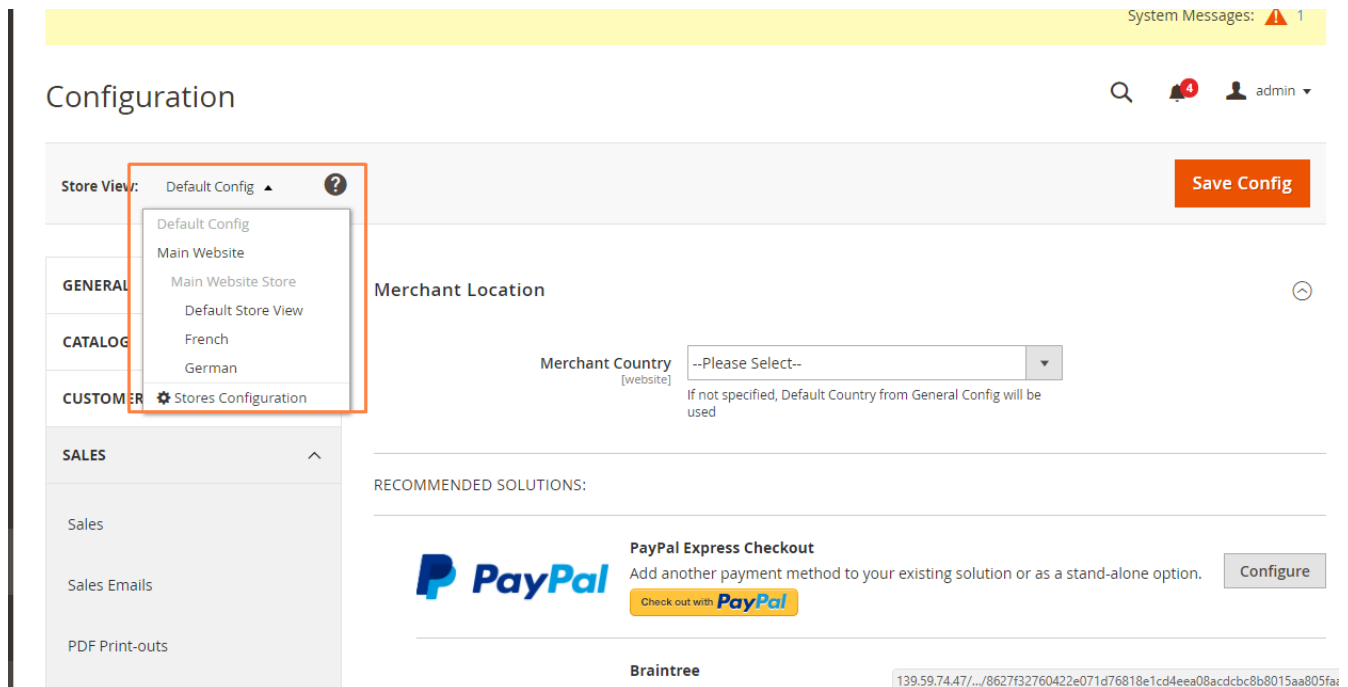 System Messages: 1
Configuration
4
admin
Store View: Default Config ?
Save Config
Default Config
Main Website
Main Website Store
Default Store View
French
German
Stores Configuration
GENERAL
CATALOG
CUSTOMER
SALES
Sales
Sales Emails
PDF Print-outs
Merchant Location
Merchant Country
[website]
--Please Select--
If not specified, Default Country from General Config will be
used
RECOMMENDED SOLUTIONS:
PayPal
PayPal Express Checkout
Add another payment method to your existing solution or as a stand-alone option.
Check out with PayPal
Configure
Braintree
139.59.74.47/.../8627f32760422e071d76818e1cd4eea08acdcbc8b8015aa805faa